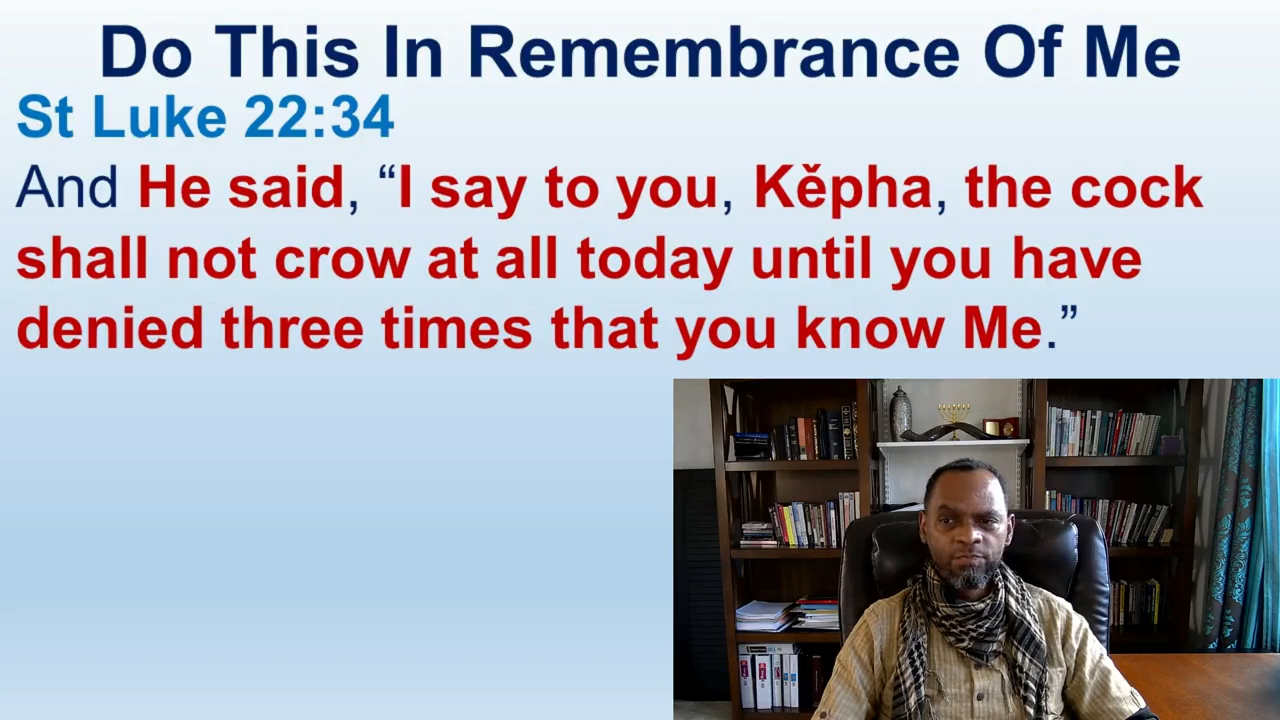 Do This In Remembrance Of Me
St Luke 22:34
And He said, “I say to you, Kěpha, the cock
shall not crow at all today until you have
denied three times that you know Me.”